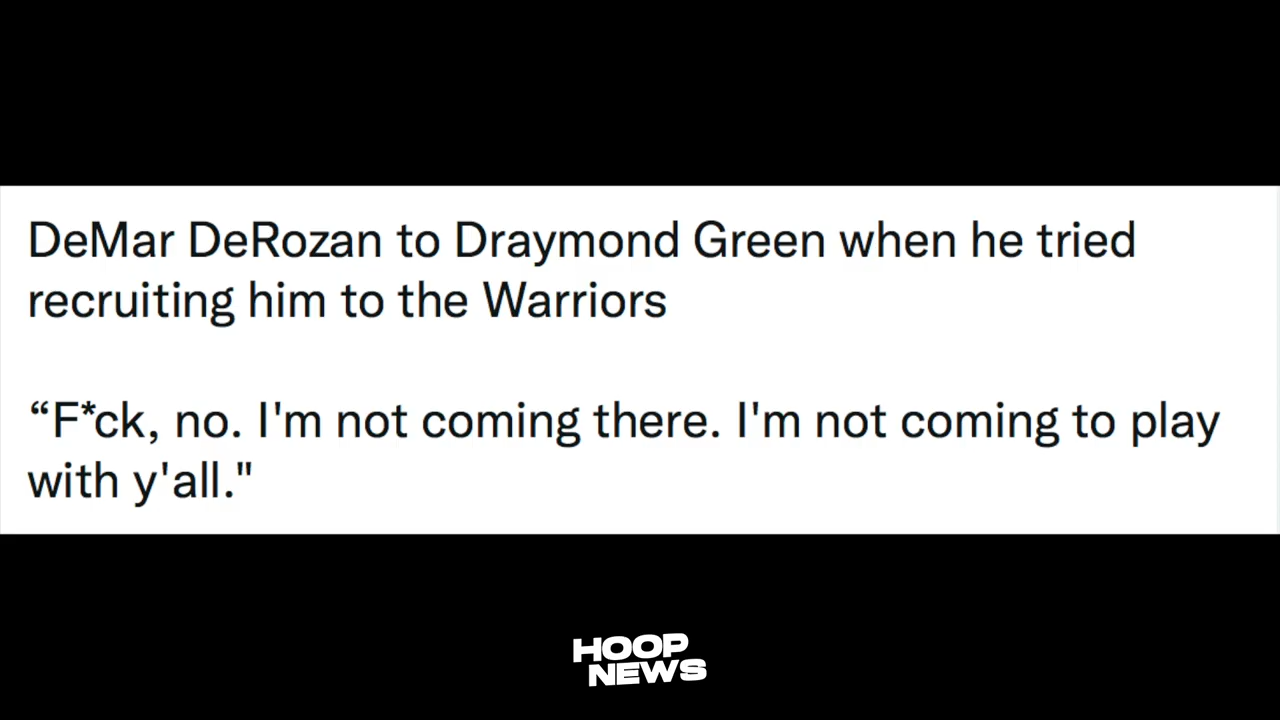 DeMar DeRozan to Draymond Green when he tried
recruiting him to the Warriors
“F*ck, no. I'm not coming there. I'm not coming to play
with y'all."
HOOP
NEWS